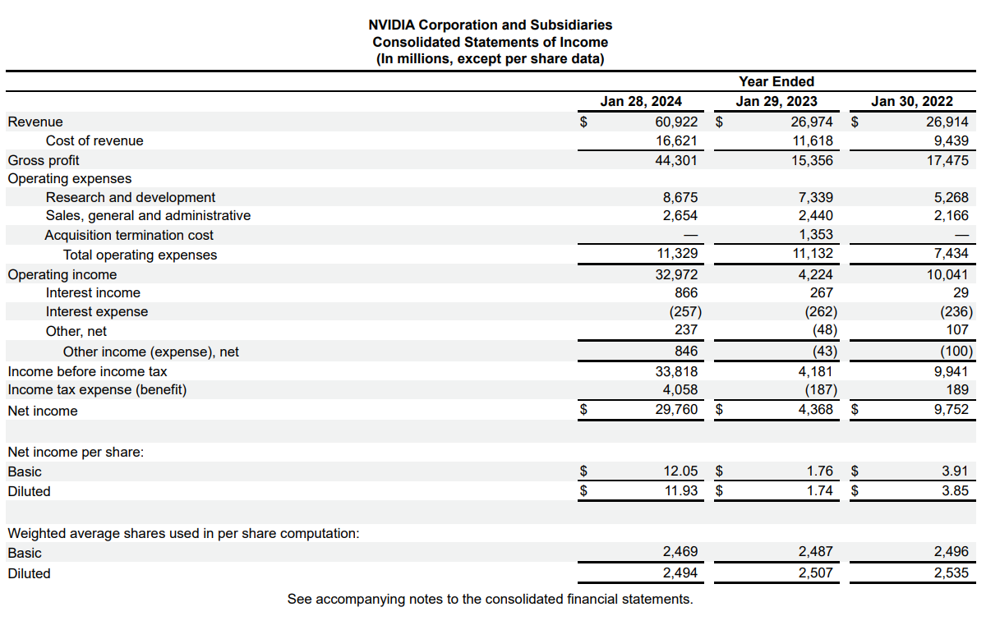 NVIDIA Corporation and Subsidiaries
Consolidated Statements of Income
(In millions, except per share data)
Year Ended
Jan 28, 2024 Jan 29, 2023 Jan 30, 2022
Revenue $ 60,922 $ 26,974 $ 26,914
Cost of revenue 16,621 11,618 9,439
Gross profit 44,301 15,356 17,475
Operating expenses
Research and development 8,675 7,339 5,268
Sales, general and administrative 2,654 2,440 2,166
Acquisition termination cost — 1,353 —
Total operating expenses 11,329 11,132 7,434
Operating income 32,972 4,224 10,041
Interest income 866 267 29
Interest expense (257) (262) (236)
Other, net 237 (48) 107
Other income (expense), net 846 (43) (100)
Income before income tax 33,818 4,181 9,941
Income tax expense (benefit) 4,058 (187) 189
Net income $ 29,760 $ 4,368 $ 9,752
Net income per share:
Basic $ 12.05 $ 1.76 $ 3.91
Diluted $ 11.93 $ 1.74 $ 3.85
Weighted average shares used in per share computation:
Basic 2,469 2,487 2,496
Diluted 2,494 2,507 2,535
See accompanying notes to the consolidated financial statements.